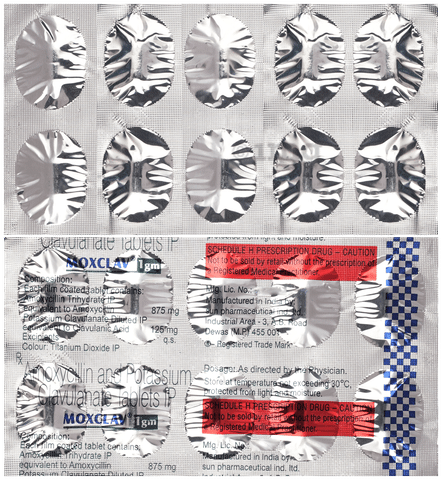 Clavulanate Tablets IP
MOXCLAV 1gm
Composition:
Each film coated tablet contains:
Amoxycillin Trihydrate IP
equivalent to Amoxycillin 875 mg
Potassium Clavulanate Diluted IP
equivalent to Clavulanic Acid 125 mg
Excipients q.s.
Colour: Titanium Dioxide IP
Protected from light and moisture.
SCHEDULE H PRESCRIPTION DRUG – CAUTION
Not to be sold by retail without the prescription of
a Registered Medical Practitioner.
Mfg. Lic. No.
Manufactured in India by
sun pharmaceutical ind. ltd.
Industrial Area - 3, A.B. Road
Dewas (M.P.) 455 001
®- Registered Trade Mark
Amoxycillin and Potassium
Clavulanate Tablets IP
MOXCLAV 1gm
Composition:
Each film coated tablet contains:
Amoxycillin Trihydrate IP
equivalent to Amoxycillin 875 mg
Potassium Clavulanate Diluted IP
Dosage: As directed by the Physician.
Store at temperature not exceeding 30°C,
Protected from light and moisture.
SCHEDULE H PRESCRIPTION DRUG – CAUTION
Not to be sold by retail without the prescription of
a Registered Medical Practitioner.
Mfg. Lic. No.
Manufactured in India by
sun pharmaceutical ind. ltd.